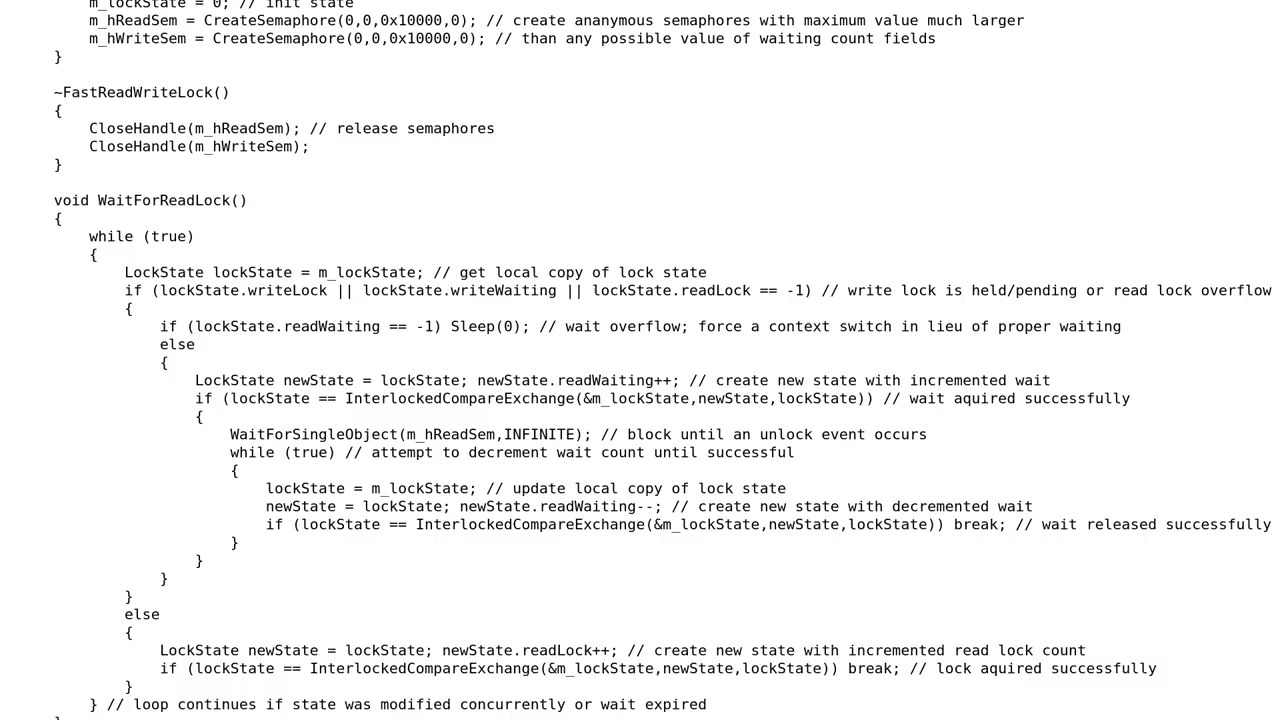 m_lockState = 0; // init state
m_hReadSem = CreateSemaphore(0,0,0x10000,0); // create ananymous semaphores with maximum value much larger
m_hWriteSem = CreateSemaphore(0,0,0x10000,0); // than any possible value of waiting count fields
}
~FastReadWriteLock()
{
CloseHandle(m_hReadSem); // release semaphores
CloseHandle(m_hWriteSem);
}
void WaitForReadLock()
{
while (true)
{
LockState lockState = m_lockState; // get local copy of lock state
if (lockState.writeLock || lockState.writeWaiting || lockState.readLock == -1) // write lock is held/pending or read lock overflow
{
if (lockState.readWaiting == -1) Sleep(0); // wait overflow; force a context switch in lieu of proper waiting
else
{
LockState newState = lockState; newState.readWaiting++; // create new state with incremented wait
if (lockState == InterlockedCompareExchange(&m_lockState,newState,lockState)) // wait aquired successfully
{
WaitForSingleObject(m_hReadSem,INFINITE); // block until an unlock event occurs
while (true) // attempt to decrement wait count until successful
{
lockState = m_lockState; // update local copy of lock state
newState = lockState; newState.readWaiting--; // create new state with decremented wait
if (lockState == InterlockedCompareExchange(&m_lockState,newState,lockState)) break; // wait released successfully
}
}
}
}
else
{
LockState newState = lockState; newState.readLock++; // create new state with incremented read lock count
if (lockState == InterlockedCompareExchange(&m_lockState,newState,lockState)) break; // lock aquired successfully
}
} // loop continues if state was modified concurrently or wait expired
}